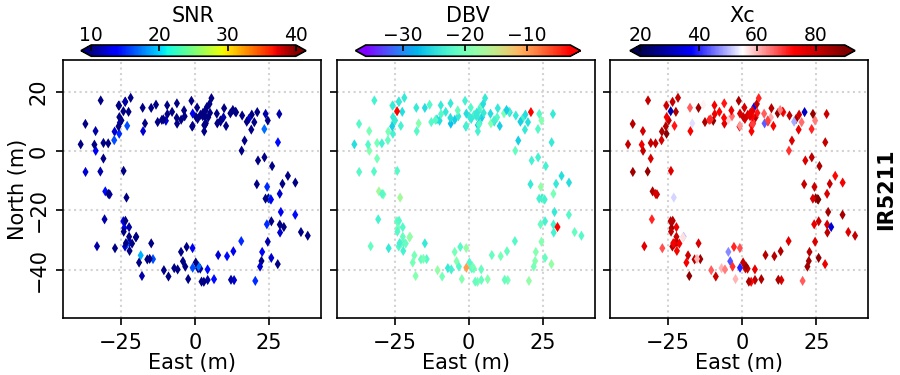 SNR DBV Xc
10 20 30 40 −30 −20 −10 20 40 60 80
20
0
−20
−40
North (m)
IR5211
−25 0 25 −25 0 25 −25 0 25
East (m) East (m) East (m)